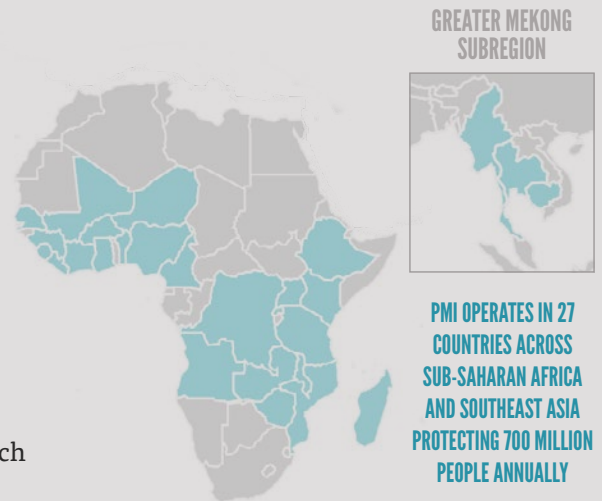 GREATER MEKONG
SUBREGION
PMI OPERATES IN 27
COUNTRIES ACROSS
SUB-SAHARAN AFRICA
AND SOUTHEAST ASIA
PROTECTING 700 MILLION
PEOPLE ANNUALLY
ch